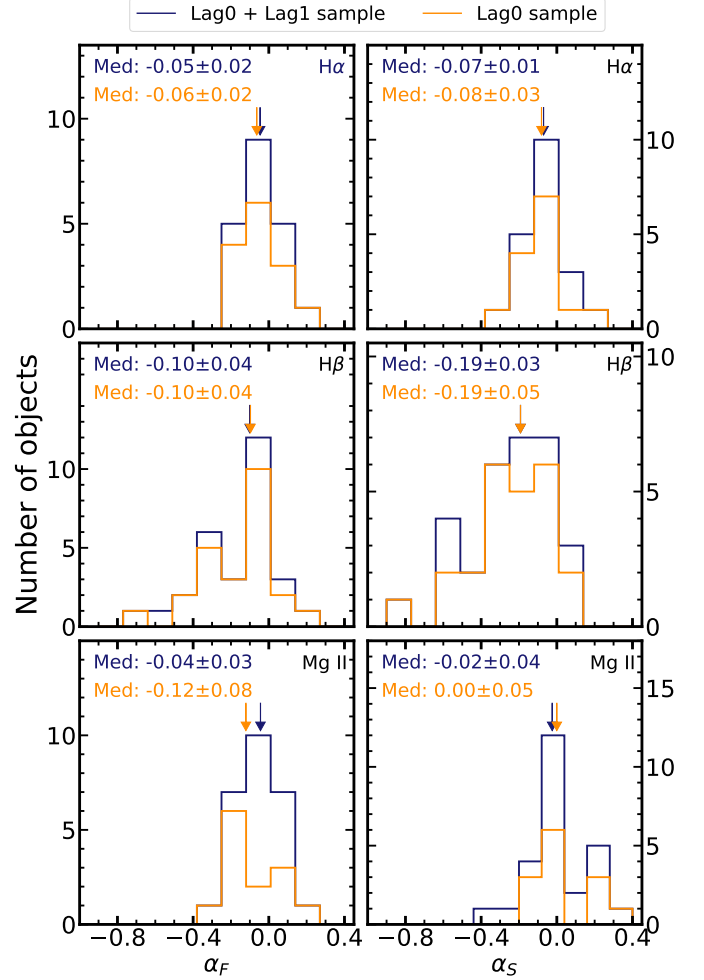 Lag0 + Lag1 sample Lag0 sample
Med: -0.05±0.02 Hα
Med: -0.06±0.02
10
5
0
Med: -0.07±0.01 Hα
Med: -0.08±0.03
10
5
0
Number of objects
Med: -0.10±0.04 Hβ
Med: -0.10±0.04
10
5
0
Med: -0.19±0.03 Hβ
Med: -0.19±0.05
10
5
0
Med: -0.04±0.03 Mg II
Med: -0.12±0.08
10
5
0
−0.8 −0.4 0.0 0.4
α_F
Med: -0.02±0.04 Mg II
Med: 0.00±0.05
15
10
5
0
−0.8 −0.4 0.0 0.4
α_S